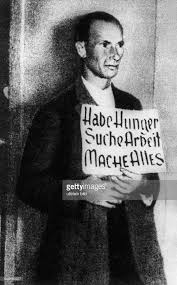 Habe Hunger
Suche Arbeit
MACHE ALLES
gettyimages
ullstein bild